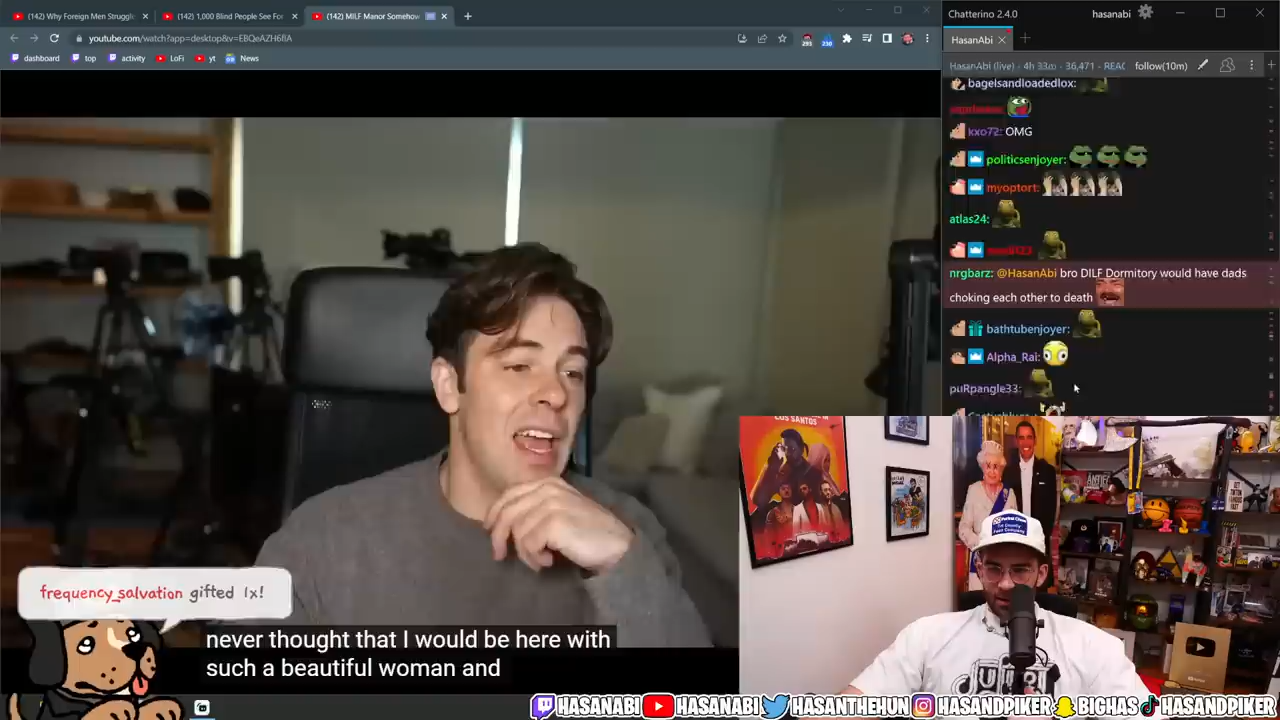 (142) Why Foreign Men Struggle
(142) 1,000 Blind People See For
(142) MILF Manor Somehow
youtube.com/watch?app=desktop&v=EBQeAZH6flA
dashboard
top
activity
LoFi
yt
News
Chatterino 2.4.0
hasanabi
HasanAbi
HasanAbi (live) - 4h 33m - 36,471 - REAC
follow(10m)
bagelsandloadedlox:
kxo72: OMG
politicsenjoyer:
myoptort:
atlas24:
nrgbarz: @HasanAbi bro DILF Dormitory would have dads
choking each other to death
bathtubenjoyer:
Alpha_Rai:
puRpangle33:
LOS SANTOS
frequency_salvation gifted 1x!
never thought that I would be here with
such a beautiful woman and
HASANABI
HASANABI
HASANTHEHUN
HASANDPIKER
BIGHAS
HASANDPIKER